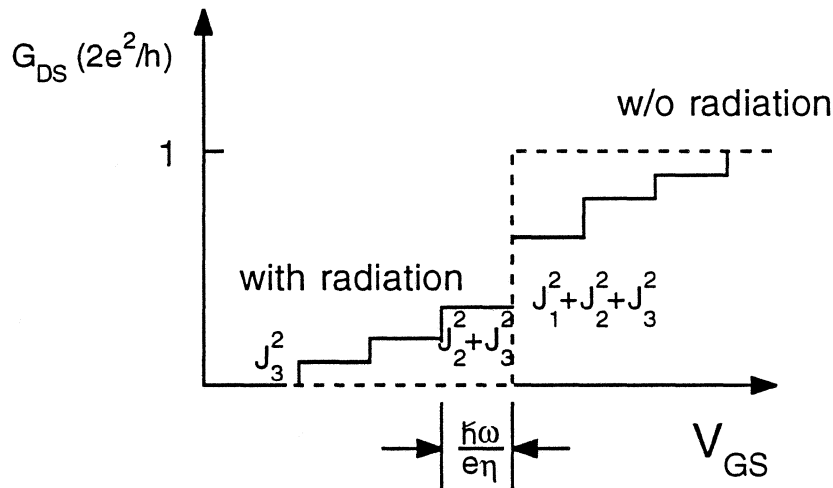 G_DS (2e²/h)
w/o radiation
1
with radiation
J₃²
J₂²+J₃²
J₁²+J₂²+J₃²
ħω
eη
V_GS